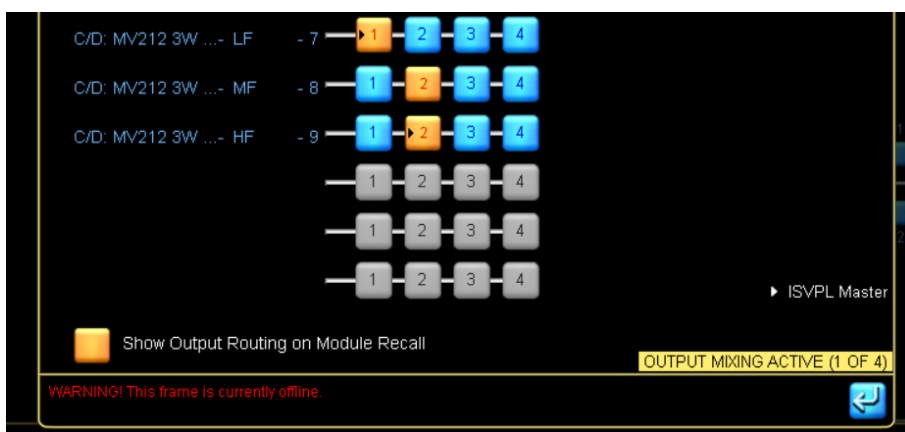 C/D: MV212 3W ...- LF - 7 1 2 3 4
C/D: MV212 3W ...- MF - 8 1 2 3 4
C/D: MV212 3W ...- HF - 9 1 2 3 4
1 2 3 4
1 2 3 4
1 2 3 4
ISVPL Master
Show Output Routing on Module Recall
OUTPUT MIXING ACTIVE (1 OF 4)
WARNING! This frame is currently offline.